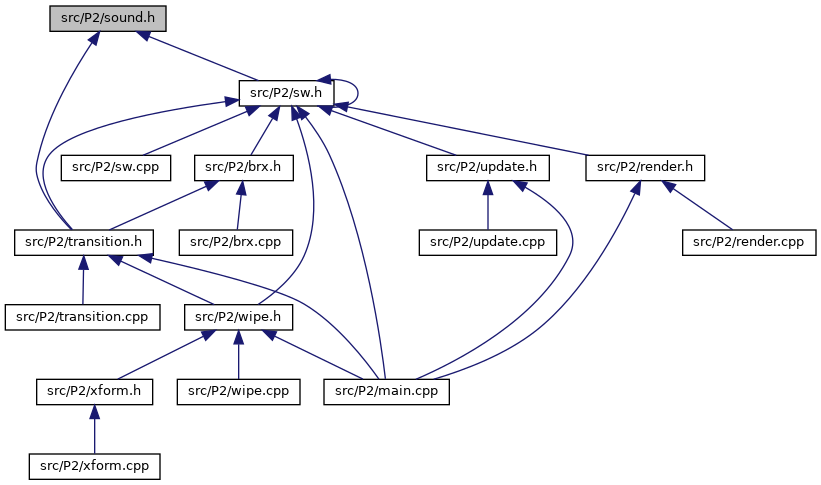 src/P2/sound.h
src/P2/sw.h
src/P2/sw.cpp
src/P2/brx.h
src/P2/update.h
src/P2/render.h
src/P2/transition.h
src/P2/brx.cpp
src/P2/update.cpp
src/P2/render.cpp
src/P2/transition.cpp
src/P2/wipe.h
src/P2/xform.h
src/P2/wipe.cpp
src/P2/main.cpp
src/P2/xform.cpp